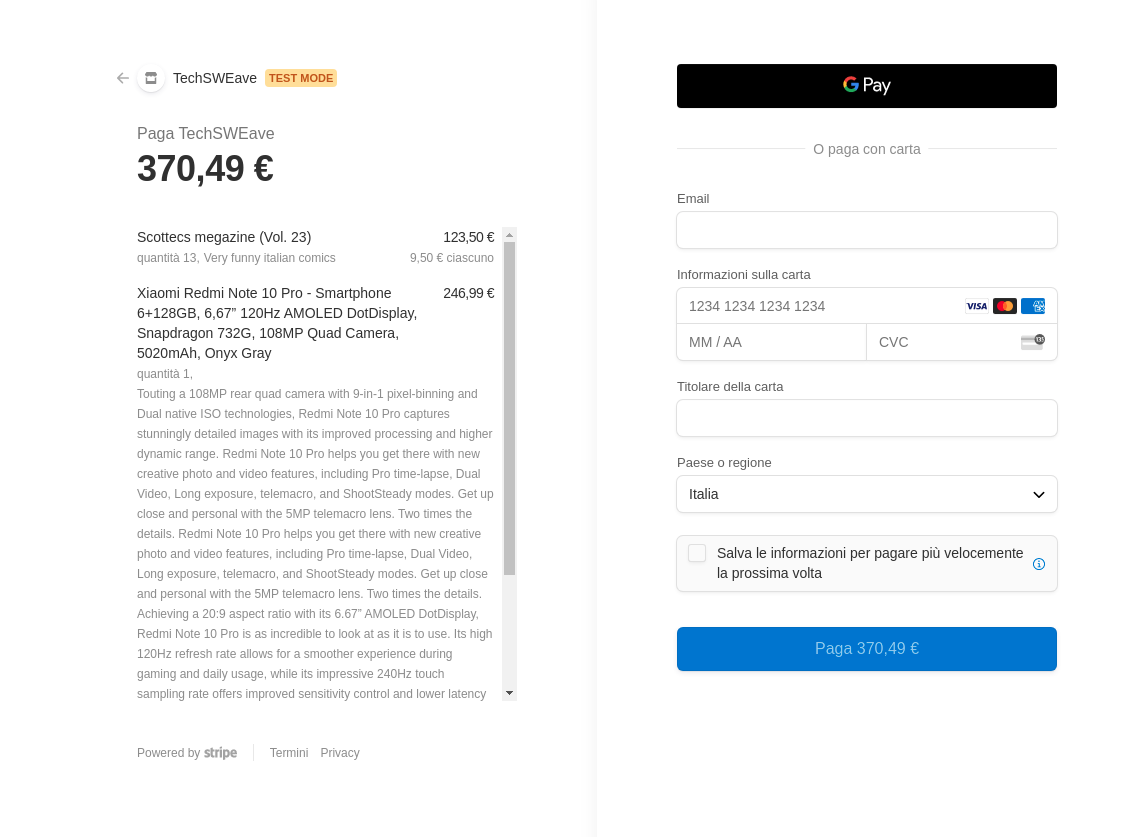 TechSWEave TEST MODE
Paga TechSWEave
370,49 €
Scottecs megazine (Vol. 23) 123,50 €
quantità 13, Very funny italian comics 9,50 € ciascuno
Xiaomi Redmi Note 10 Pro - Smartphone 246,99 €
6+128GB, 6,67” 120Hz AMOLED DotDisplay,
Snapdragon 732G, 108MP Quad Camera,
5020mAh, Onyx Gray
quantità 1,
Touting a 108MP rear quad camera with 9-in-1 pixel-binning and
Dual native ISO technologies, Redmi Note 10 Pro captures
stunningly detailed images with its improved processing and higher
dynamic range. Redmi Note 10 Pro helps you get there with new
creative photo and video features, including Pro time-lapse, Dual
Video, Long exposure, telemacro, and ShootSteady modes. Get up
close and personal with the 5MP telemacro lens. Two times the
details. Redmi Note 10 Pro helps you get there with new creative
photo and video features, including Pro time-lapse, Dual Video,
Long exposure, telemacro, and ShootSteady modes. Get up close
and personal with the 5MP telemacro lens. Two times the details.
Achieving a 20:9 aspect ratio with its 6.67” AMOLED DotDisplay,
Redmi Note 10 Pro is as incredible to look at as it is to use. Its high
120Hz refresh rate allows for a smoother experience during
gaming and daily usage, while its impressive 240Hz touch
sampling rate offers improved sensitivity control and lower latency
Powered by stripe Termini Privacy
G Pay
O paga con carta
Email
Informazioni sulla carta
1234 1234 1234 1234 VISA AMEX
MM / AA CVC 135
Titolare della carta
Paese o regione
Italia
Salva le informazioni per pagare più velocemente
la prossima volta
Paga 370,49 €